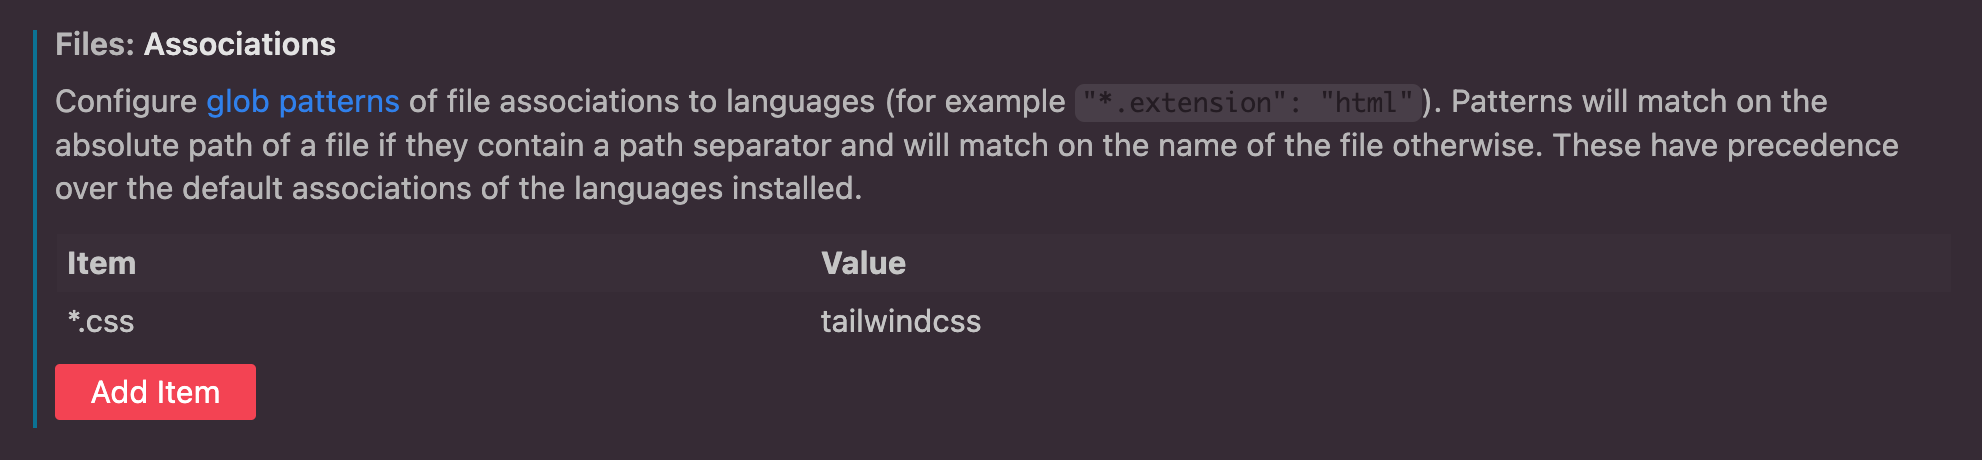 Files: Associations
Configure glob patterns of file associations to languages (for example "*.extension": "html"). Patterns will match on the
absolute path of a file if they contain a path separator and will match on the name of the file otherwise. These have precedence
over the default associations of the languages installed.
Item Value
*.css tailwindcss
Add Item